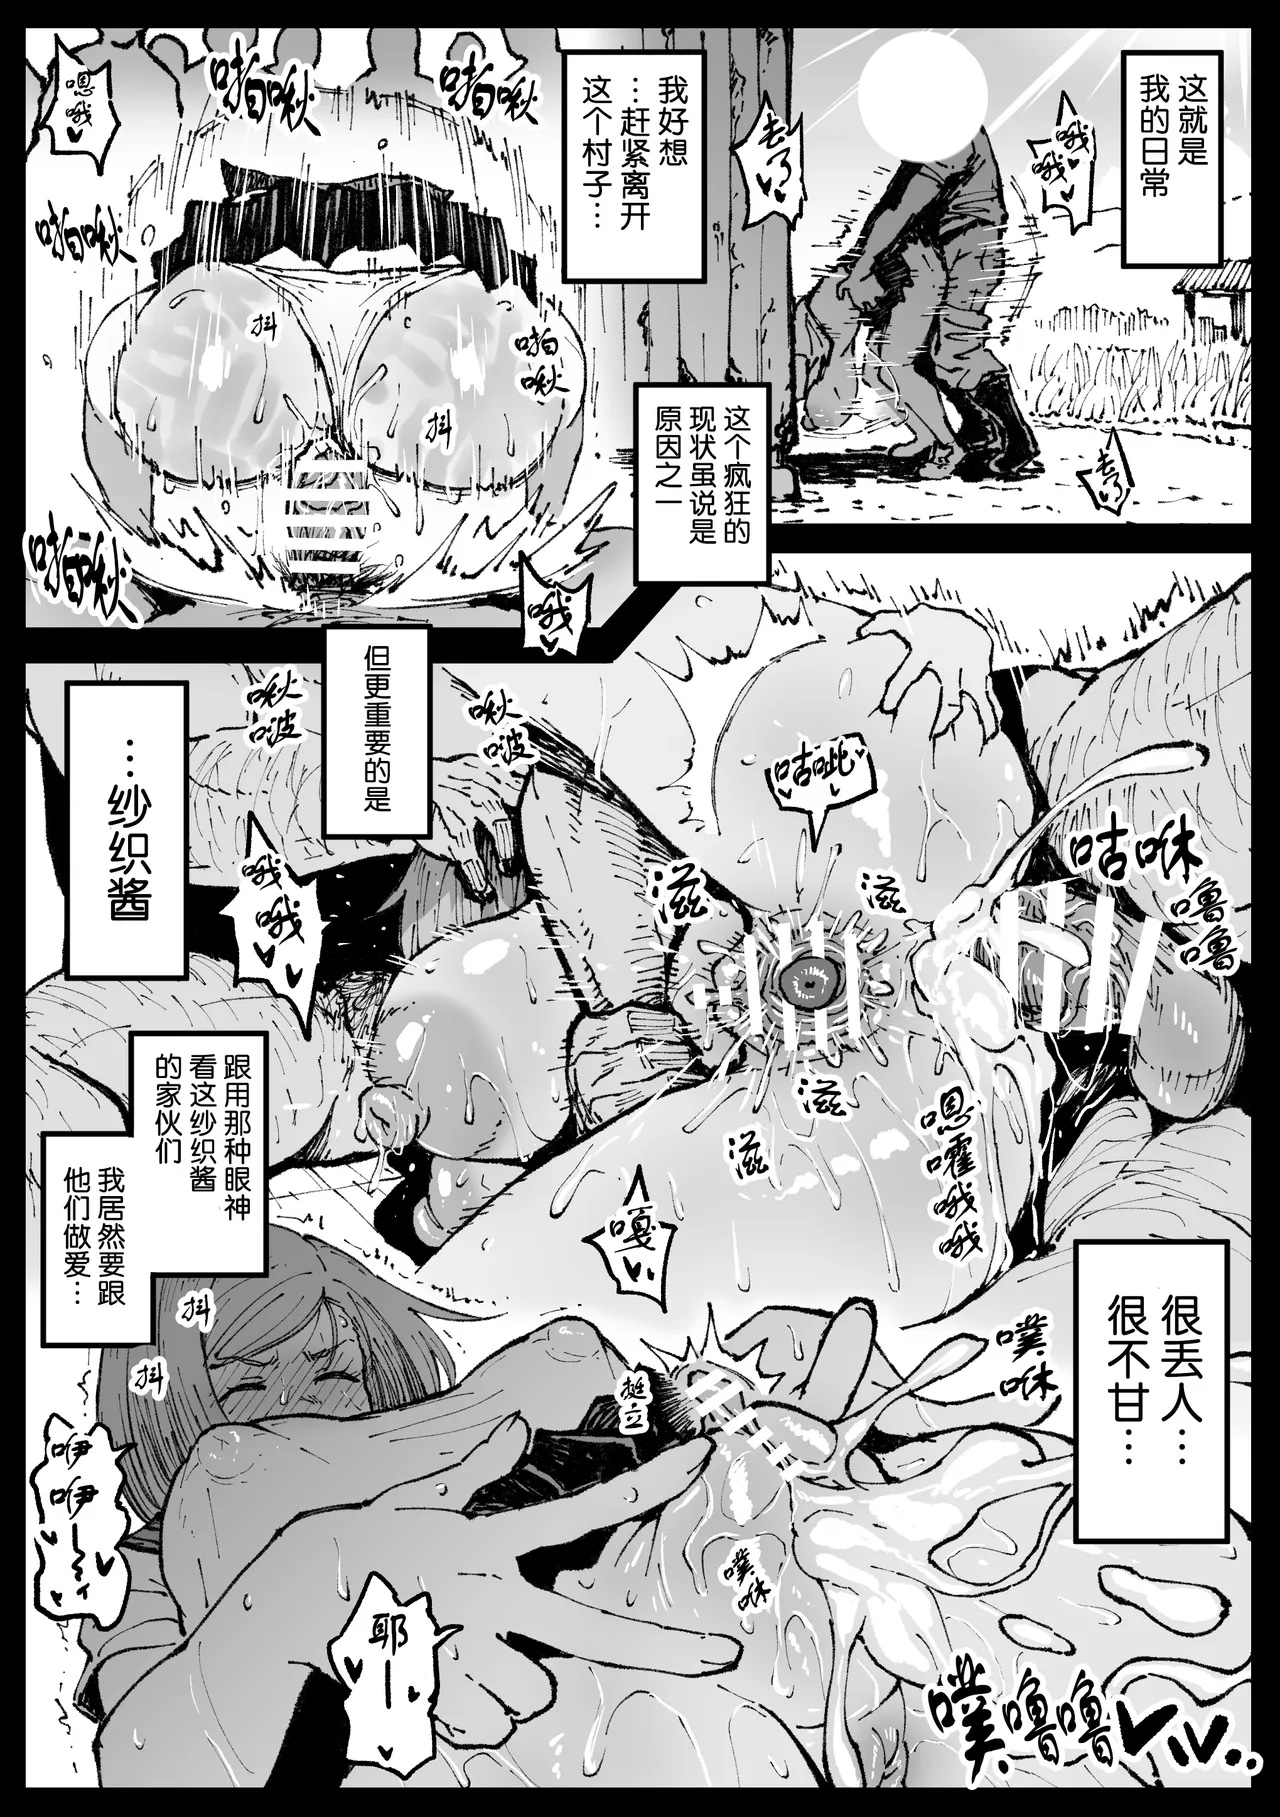 这就是
我的日常
哦
哦
去
了
去
了
我好想
…赶紧离开
这个村子…
嗯
哦
啪啾
啪啾
啪啾
啪啾
啪
啾
抖
抖
哦
这个疯狂的
现状虽说是
原因之一
但更重要的是
…纱织酱
啾
啵
啾
啵
哦
哦
咕呲
滋
滋
滋
滋
咕咻
噜
噜
嗯
嚯
哦
哦
跟用那种眼神
看这纱织酱
的家伙们
我居然要跟
他们做爱…
嘎
很丢人…
很不甘…
抖
抖
挺立
噗
咻
噗
咻
咿
咿
耶
噗噜噜